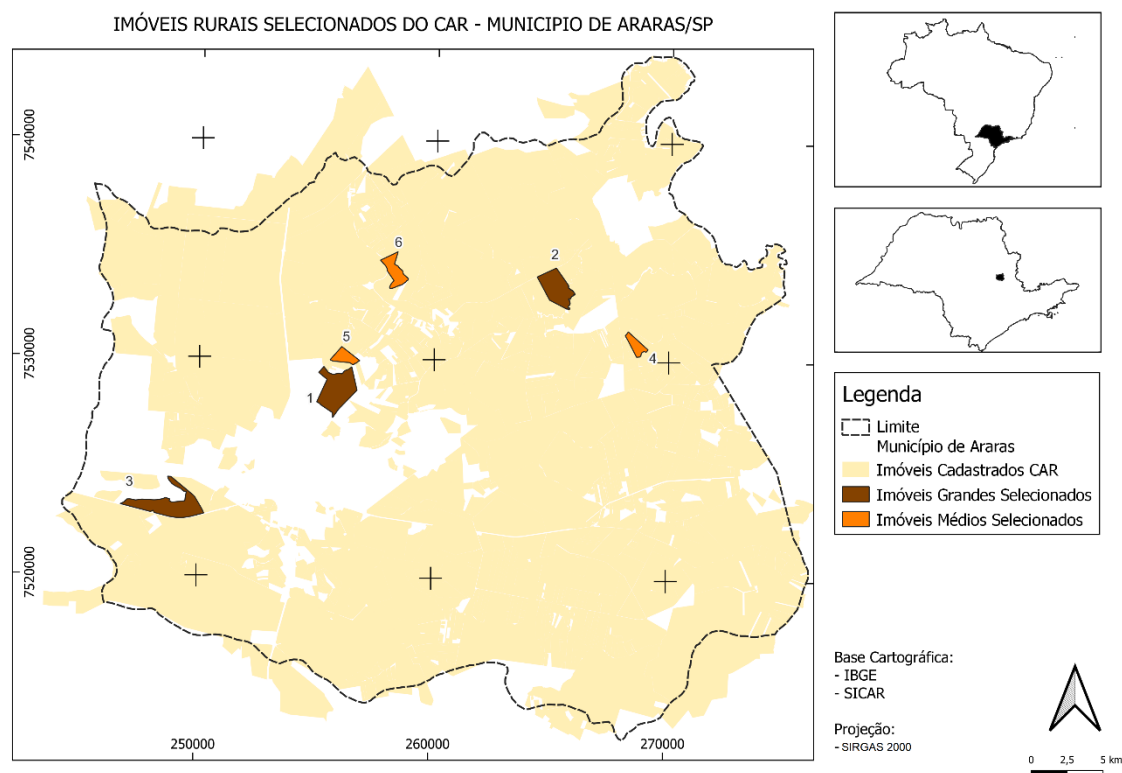 IMÓVEIS RURAIS SELECIONADOS DO CAR - MUNICIPIO DE ARARAS/SP
7540000
7530000
7520000
6
2
5
4
1
3
250000
260000
270000
Legenda
Limite
Município de Araras
Imóveis Cadastrados CAR
Imóveis Grandes Selecionados
Imóveis Médios Selecionados
Base Cartográfica:
- IBGE
- SICAR
Projeção:
- SIRGAS 2000
0 2,5 5 km